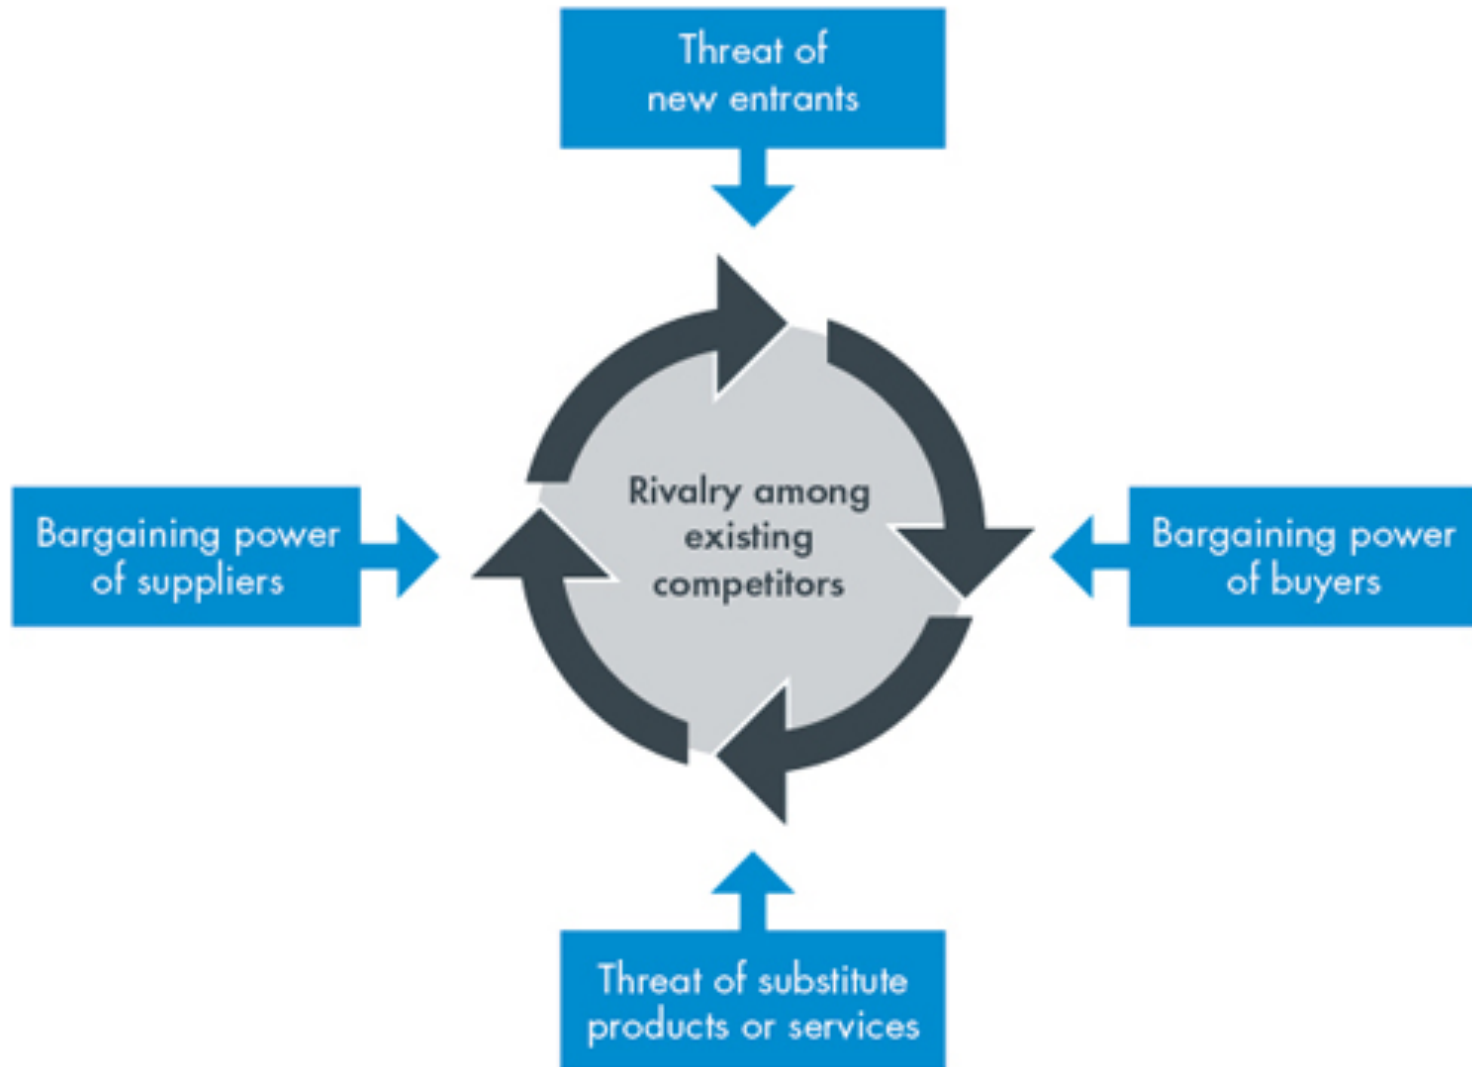 Threat of
new entrants
Bargaining power
of suppliers
Rivalry among
existing
competitors
Bargaining power
of buyers
Threat of substitute
products or services